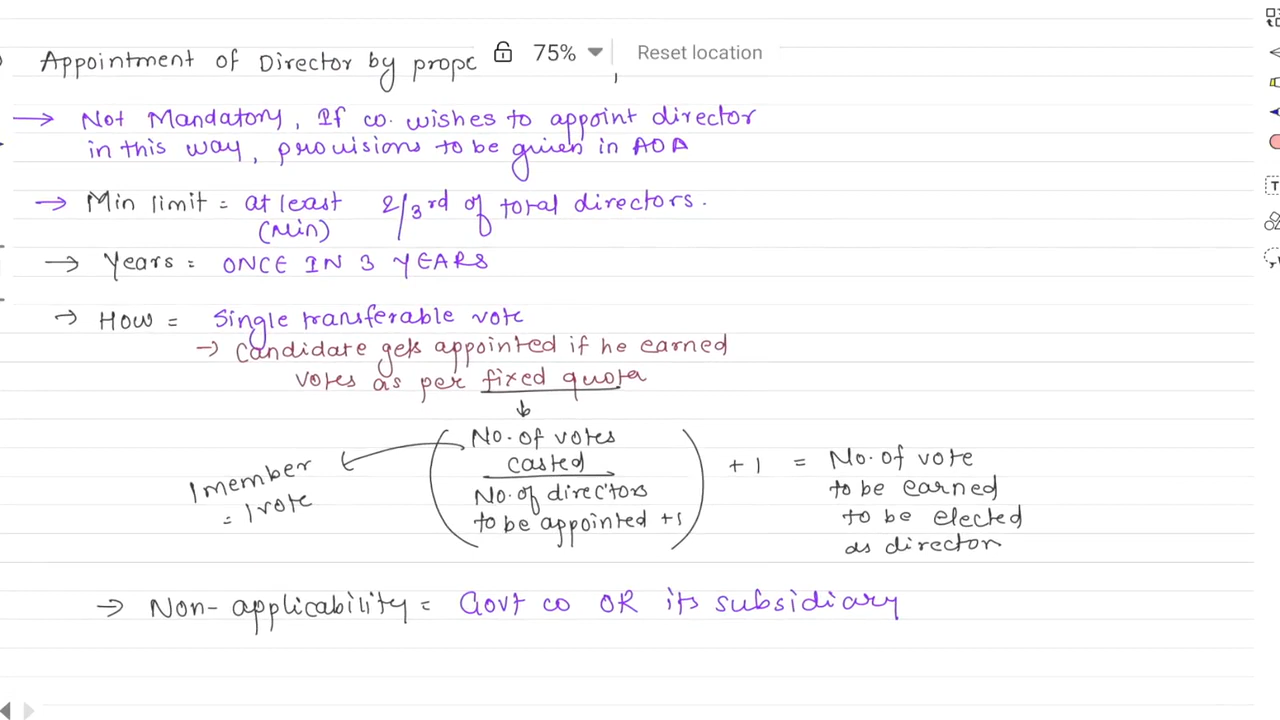 Appointment of Director by
75%
Reset location
→ Not Mandatory, If co. wishes to appoint director
in this way, provisions to be given in AOA
→ Min limit = at least 2/3rd of total directors.
(Min)
→ Years = ONCE IN 3 YEARS
→ How = Single transferable vote
→ Candidate gets appointed if he earned
votes as per fixed quota
No. of votes
casted
No. of directors
to be appointed +1
+ 1 = No. of vote
to be earned
to be elected
as director
1 member
= 1 vote
→ Non-applicability = Govt co OR its subsidiary